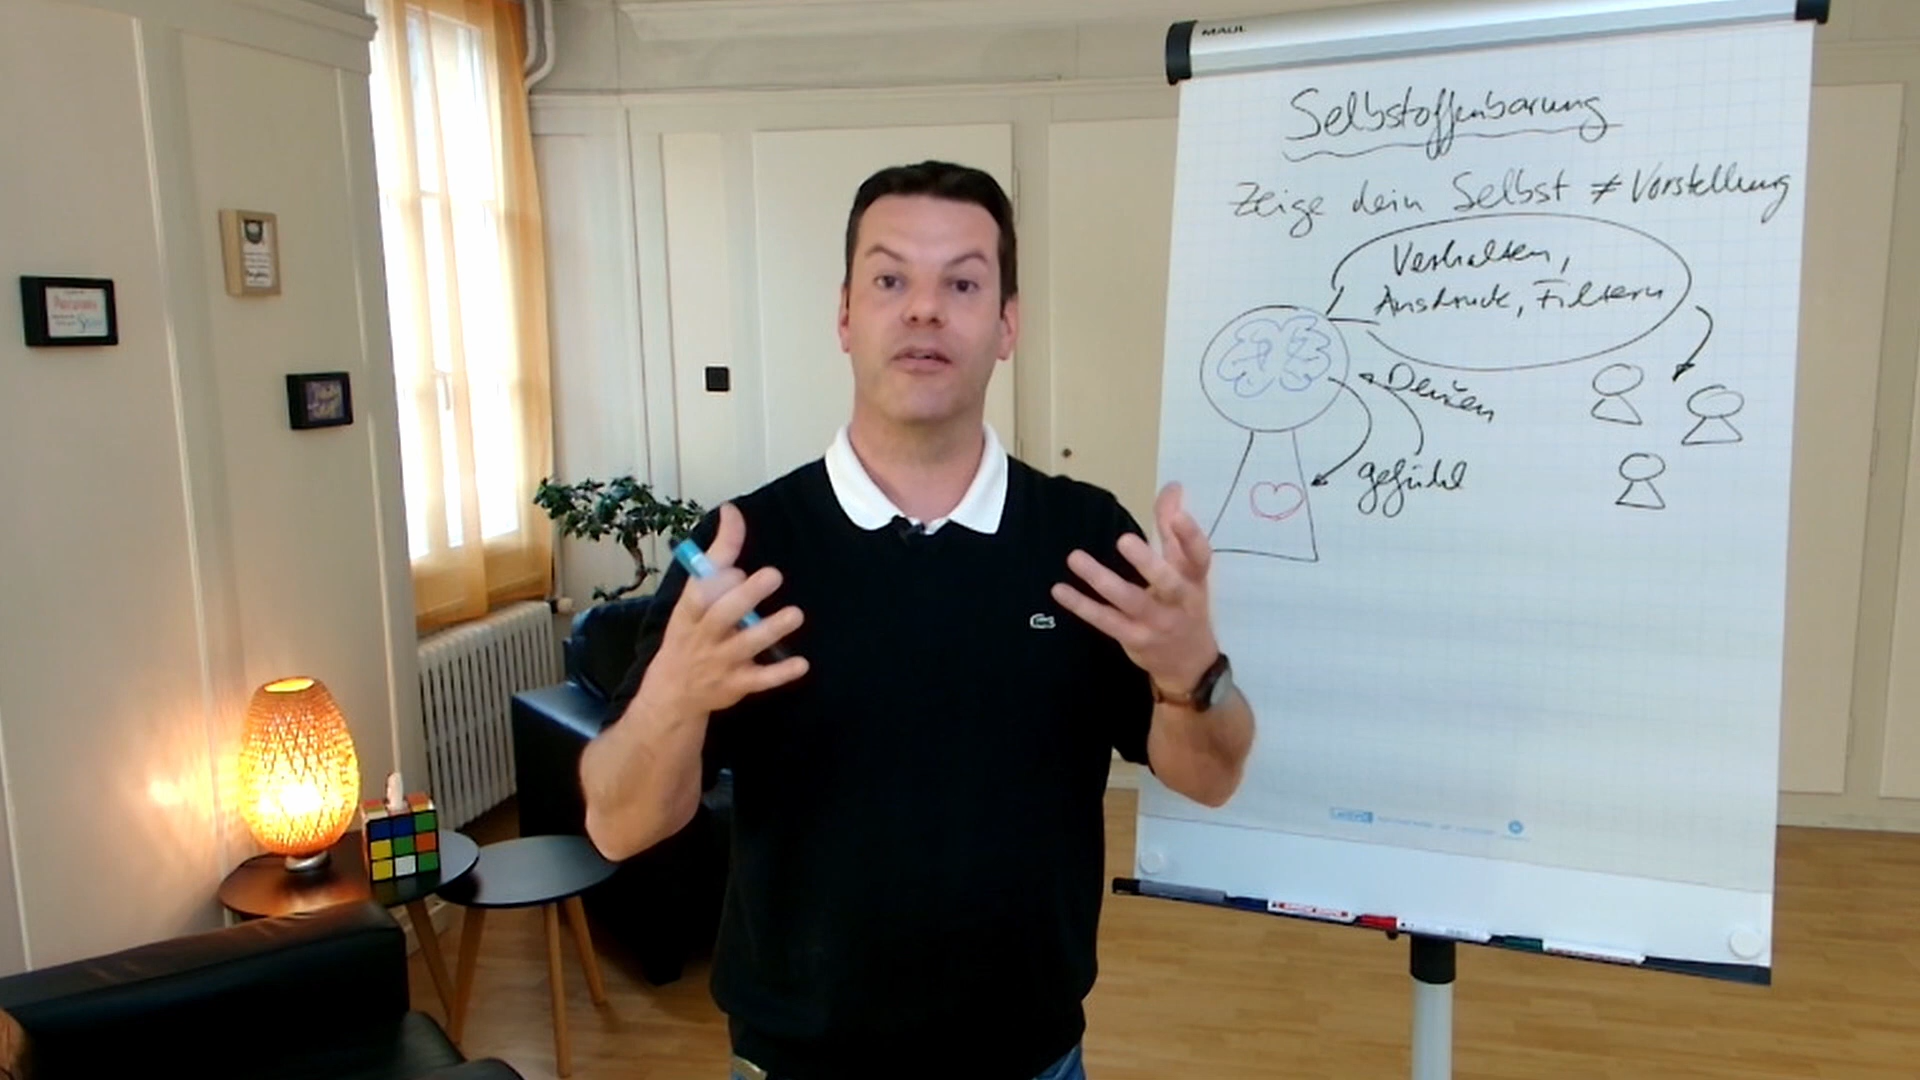 MAUL
Selbstoffenbarung
Zeige dein Selbst ≠ Vorstellung
Verhalten,
Ausdruck, Filtern
Denken
gefühl